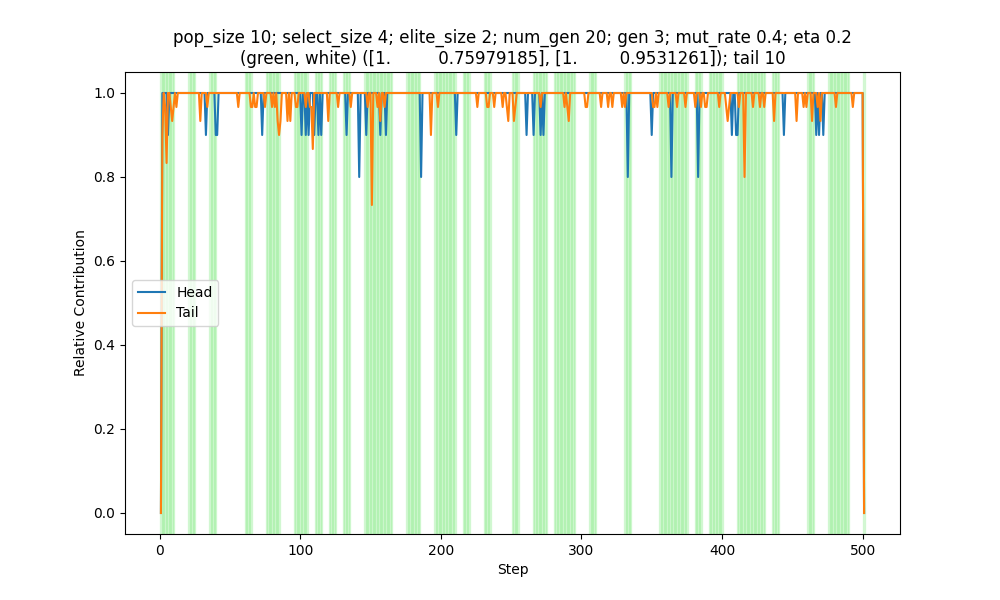 pop_size 10; select_size 4; elite_size 2; num_gen 20; gen 3; mut_rate 0.4; eta 0.2
(green, white) ([1. 0.75979185], [1. 0.9531261]); tail 10
1.0
0.8
0.6
0.4
0.2
0.0
Relative Contribution
Head
Tail
0 100 200 300 400 500
Step